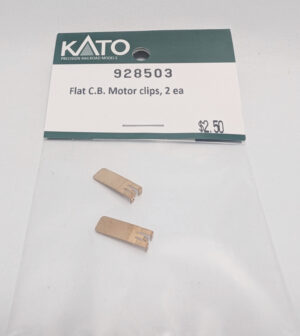 KATO
PRECISION RAILROAD MODELS
928503
Flat C.B. Motor clips, 2 ea
$2.50